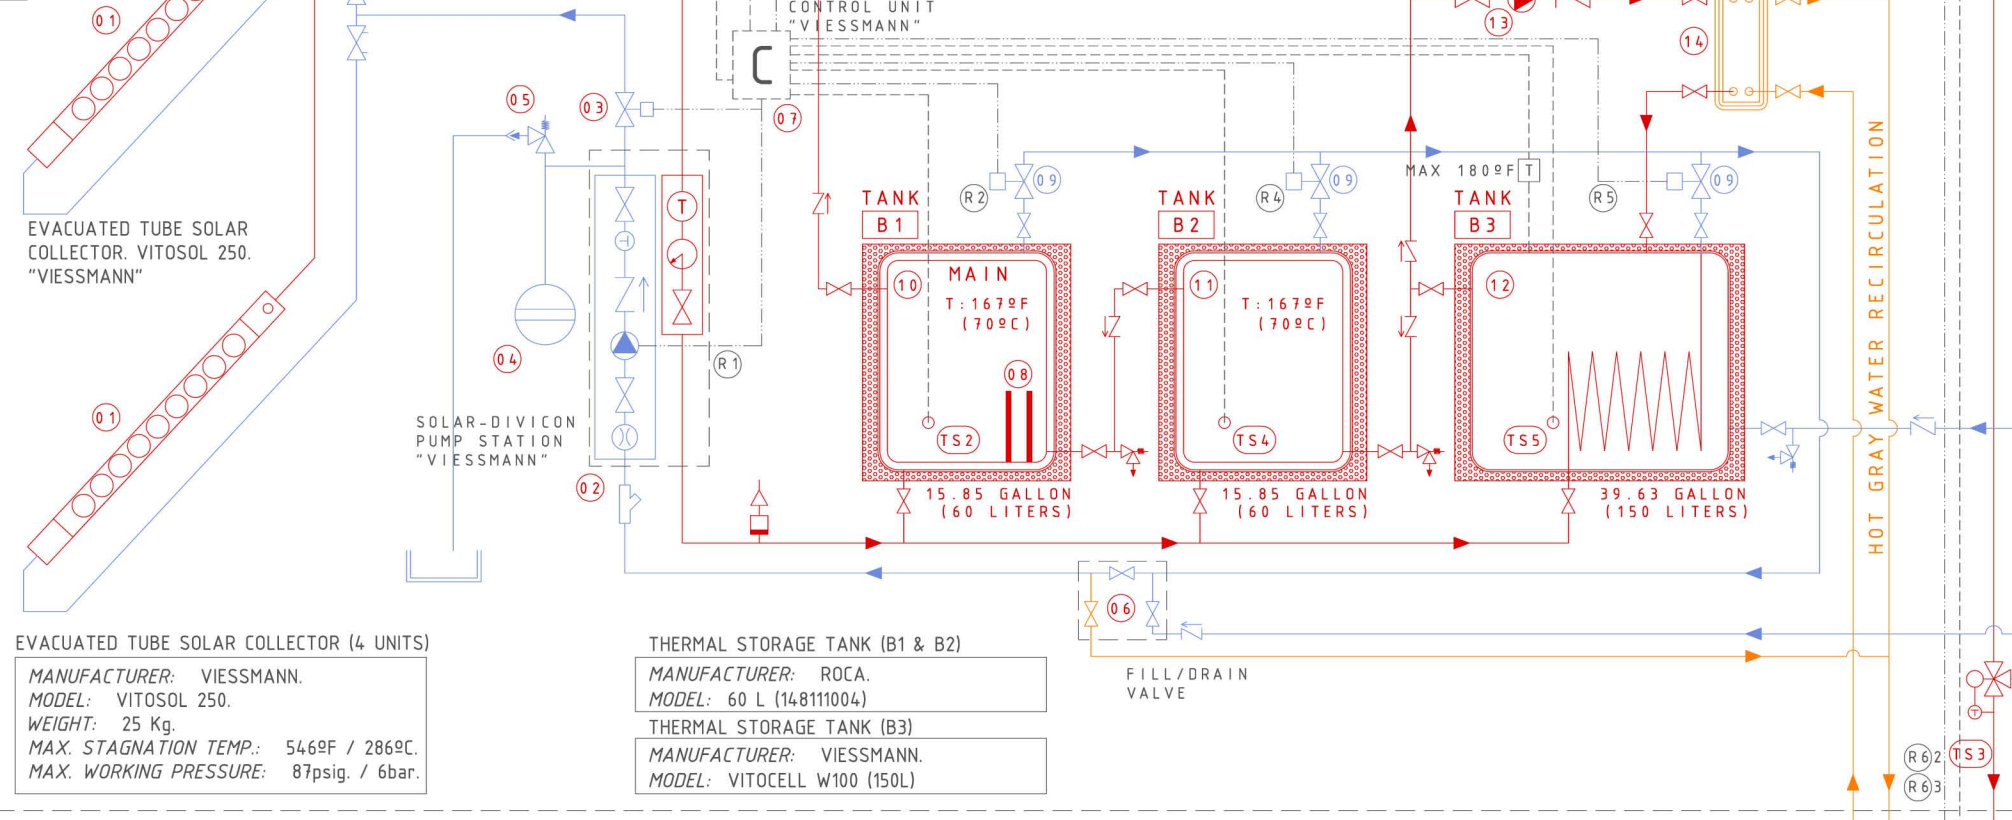 01
CONTROL UNIT
"VIESSMANN"
13
14
C
05
03
07
09
09
MAX 180ºF T
09
R2
R4
R5
TANK
B1
TANK
B2
TANK
B3
HOT GRAY WATER RECIRCULATION
T
EVACUATED TUBE SOLAR
COLLECTOR. VITOSOL 250.
"VIESSMANN"
10
MAIN
T:167ºF
(70ºC)
11
T:167ºF
(70ºC)
12
04
R1
08
01
SOLAR-DIVICON
PUMP STATION
"VIESSMANN"
TS2
TS4
TS5
02
15.85 GALLON
(60 LITERS)
15.85 GALLON
(60 LITERS)
39.63 GALLON
(150 LITERS)
06
FILL/DRAIN
VALVE
EVACUATED TUBE SOLAR COLLECTOR (4 UNITS)
MANUFACTURER: VIESSMANN.
MODEL: VITOSOL 250.
WEIGHT: 25 Kg.
MAX. STAGNATION TEMP.: 546ºF / 286ºC.
MAX. WORKING PRESSURE: 87psig. / 6bar.
THERMAL STORAGE TANK (B1 & B2)
MANUFACTURER: ROCA.
MODEL: 60 L (148111004)
THERMAL STORAGE TANK (B3)
MANUFACTURER: VIESSMANN.
MODEL: VITOCELL W100 (150L)
T
R62
TS3
R63